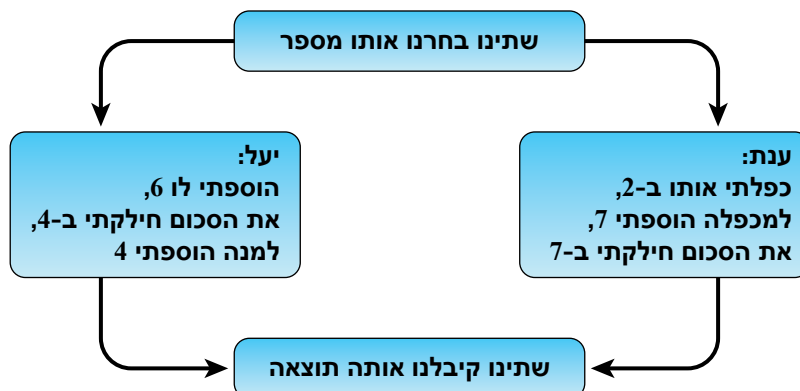 שתינו בחרנו אותו מספר
ענת:
כפלתי אותו ב-2,
למכפלה הוספתי 7,
את הסכום חילקתי ב-7
יעל:
הוספתי לו 6,
את הסכום חילקתי ב-4,
למנה הוספתי 4
שתינו קיבלנו אותה תוצאה